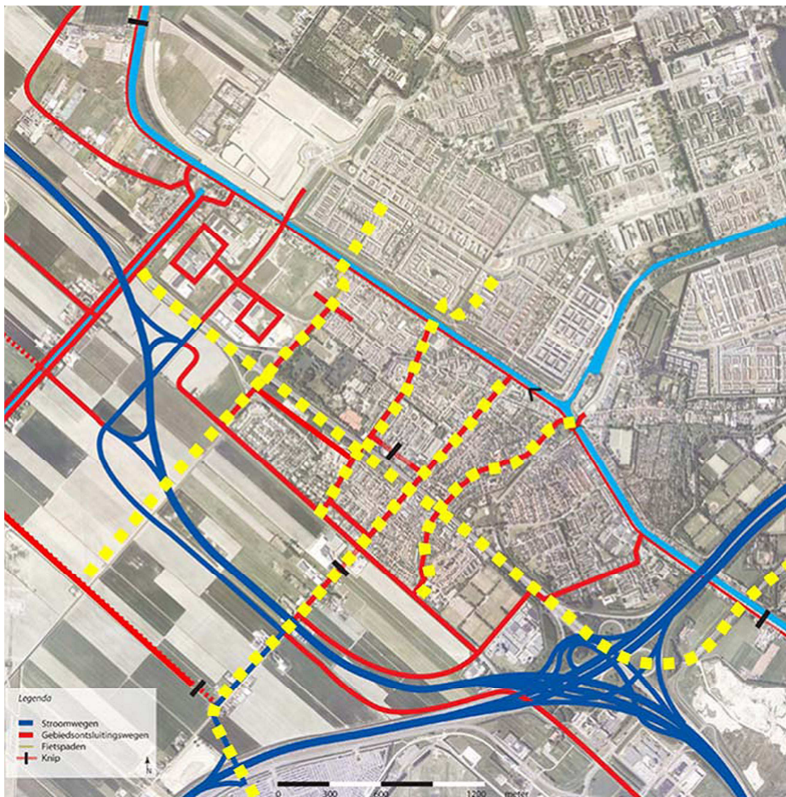 Legenda
Stroomwegen
Gebiedsontsluitingswegen
Fietspaden
Knip
N
0 300 600 1200 meter